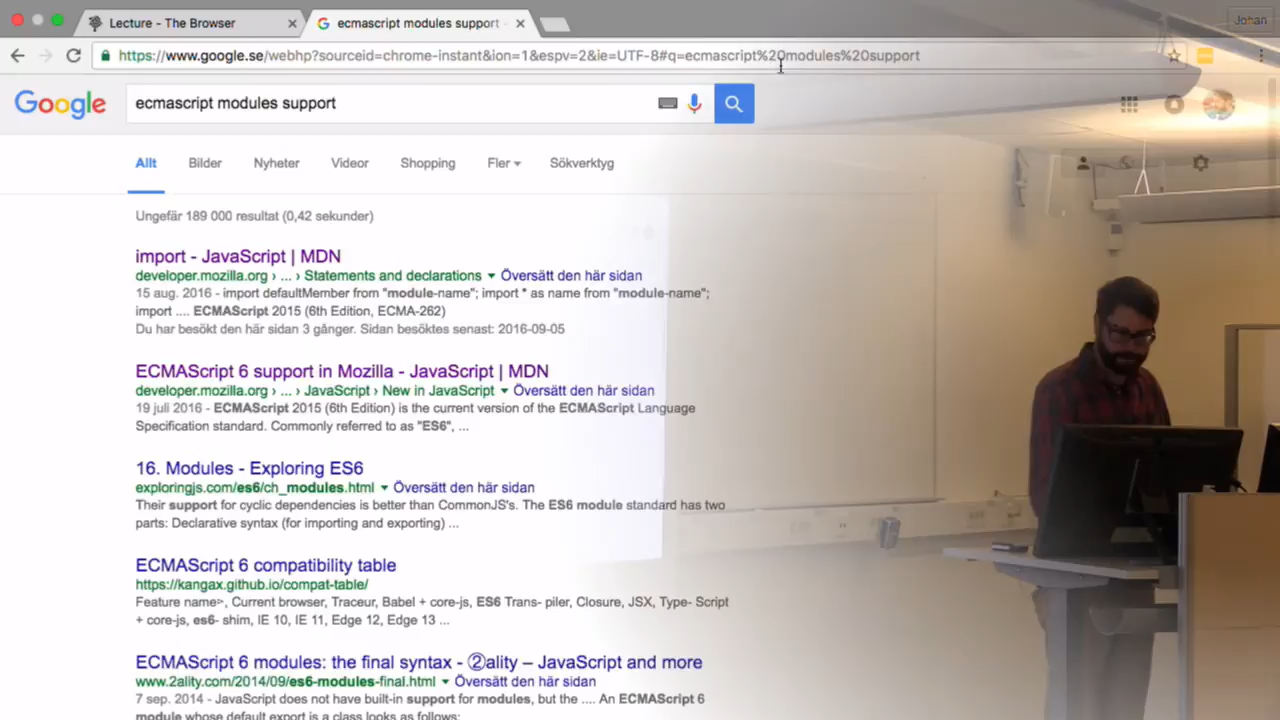 Lecture - The Browser
ecmascript modules support -
Johan
https://www.google.se/webhp?sourceid=chrome-instant&ion=1&espv=2&ie=UTF-8#q=ecmascript%20modules%20support
Google
ecmascript modules support
Allt Bilder Nyheter Videor Shopping Fler Sökverktyg
Ungefär 189 000 resultat (0,42 sekunder)
import - JavaScript | MDN
developer.mozilla.org › ... › Statements and declarations ▼ Översätt den här sidan
15 aug. 2016 - import defaultMember from "module-name"; import * as name from "module-name";
import .... ECMAScript 2015 (6th Edition, ECMA-262)
Du har besökt den här sidan 3 gånger. Sidan besöktes senast: 2016-09-05
ECMAScript 6 support in Mozilla - JavaScript | MDN
developer.mozilla.org › ... › JavaScript › New in JavaScript ▼ Översätt den här sidan
19 juli 2016 - ECMAScript 2015 (6th Edition) is the current version of the ECMAScript Language
Specification standard. Commonly referred to as "ES6", ...
16. Modules - Exploring ES6
exploringjs.com/es6/ch_modules.html ▼ Översätt den här sidan
Their support for cyclic dependencies is better than CommonJS's. The ES6 module standard has two
parts: Declarative syntax (for importing and exporting) ...
ECMAScript 6 compatibility table
https://kangax.github.io/compat-table/
Feature name>, Current browser, Traceur, Babel + core-js, ES6 Trans- piler, Closure, JSX, Type- Script
+ core-js, es6- shim, IE 10, IE 11, Edge 12, Edge 13 ...
ECMAScript 6 modules: the final syntax - ②ality – JavaScript and more
www.2ality.com/2014/09/es6-modules-final.html ▼ Översätt den här sidan
7 sep. 2014 - JavaScript does not have built-in support for modules, but the .... An ECMAScript 6
module whose default export is a class looks as follows: